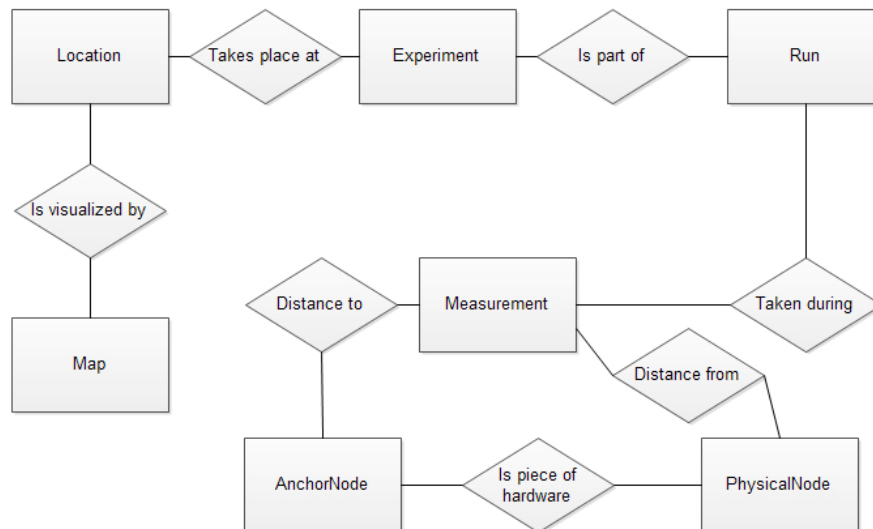 Location
Takes place at
Experiment
Is part of
Run
Is visualized by
Distance to
Measurement
Taken during
Map
Distance from
AnchorNode
Is piece of
hardware
PhysicalNode